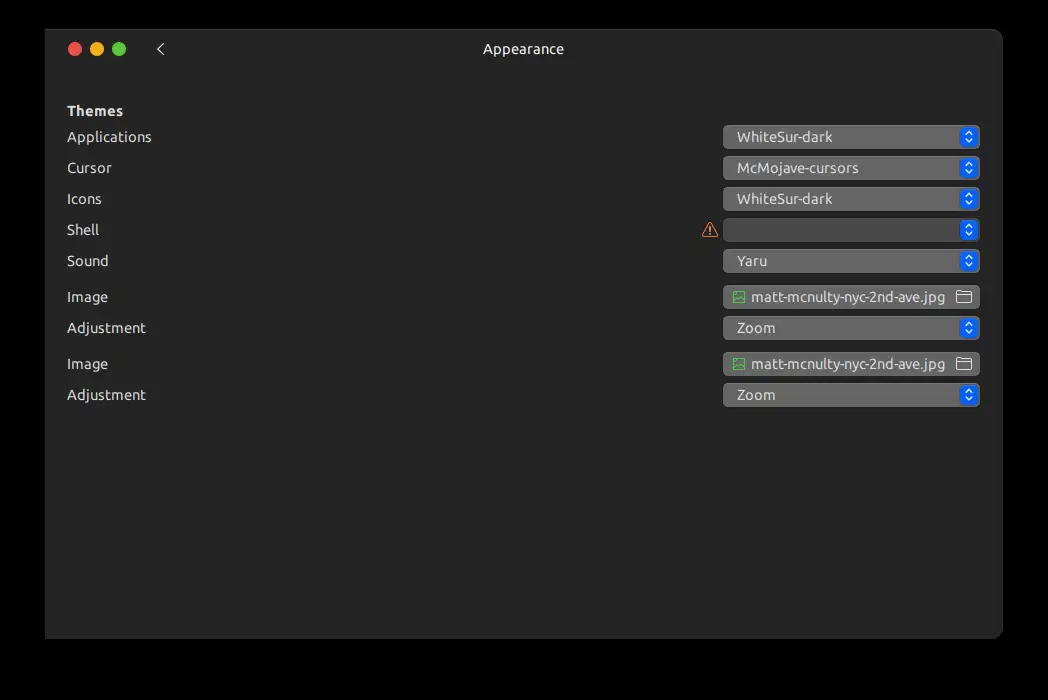 Appearance
Themes
Applications WhiteSur-dark
Cursor McMojave-cursors
Icons WhiteSur-dark
Shell
Sound Yaru
Image matt-mcnulty-nyc-2nd-ave.jpg
Adjustment Zoom
Image matt-mcnulty-nyc-2nd-ave.jpg
Adjustment Zoom